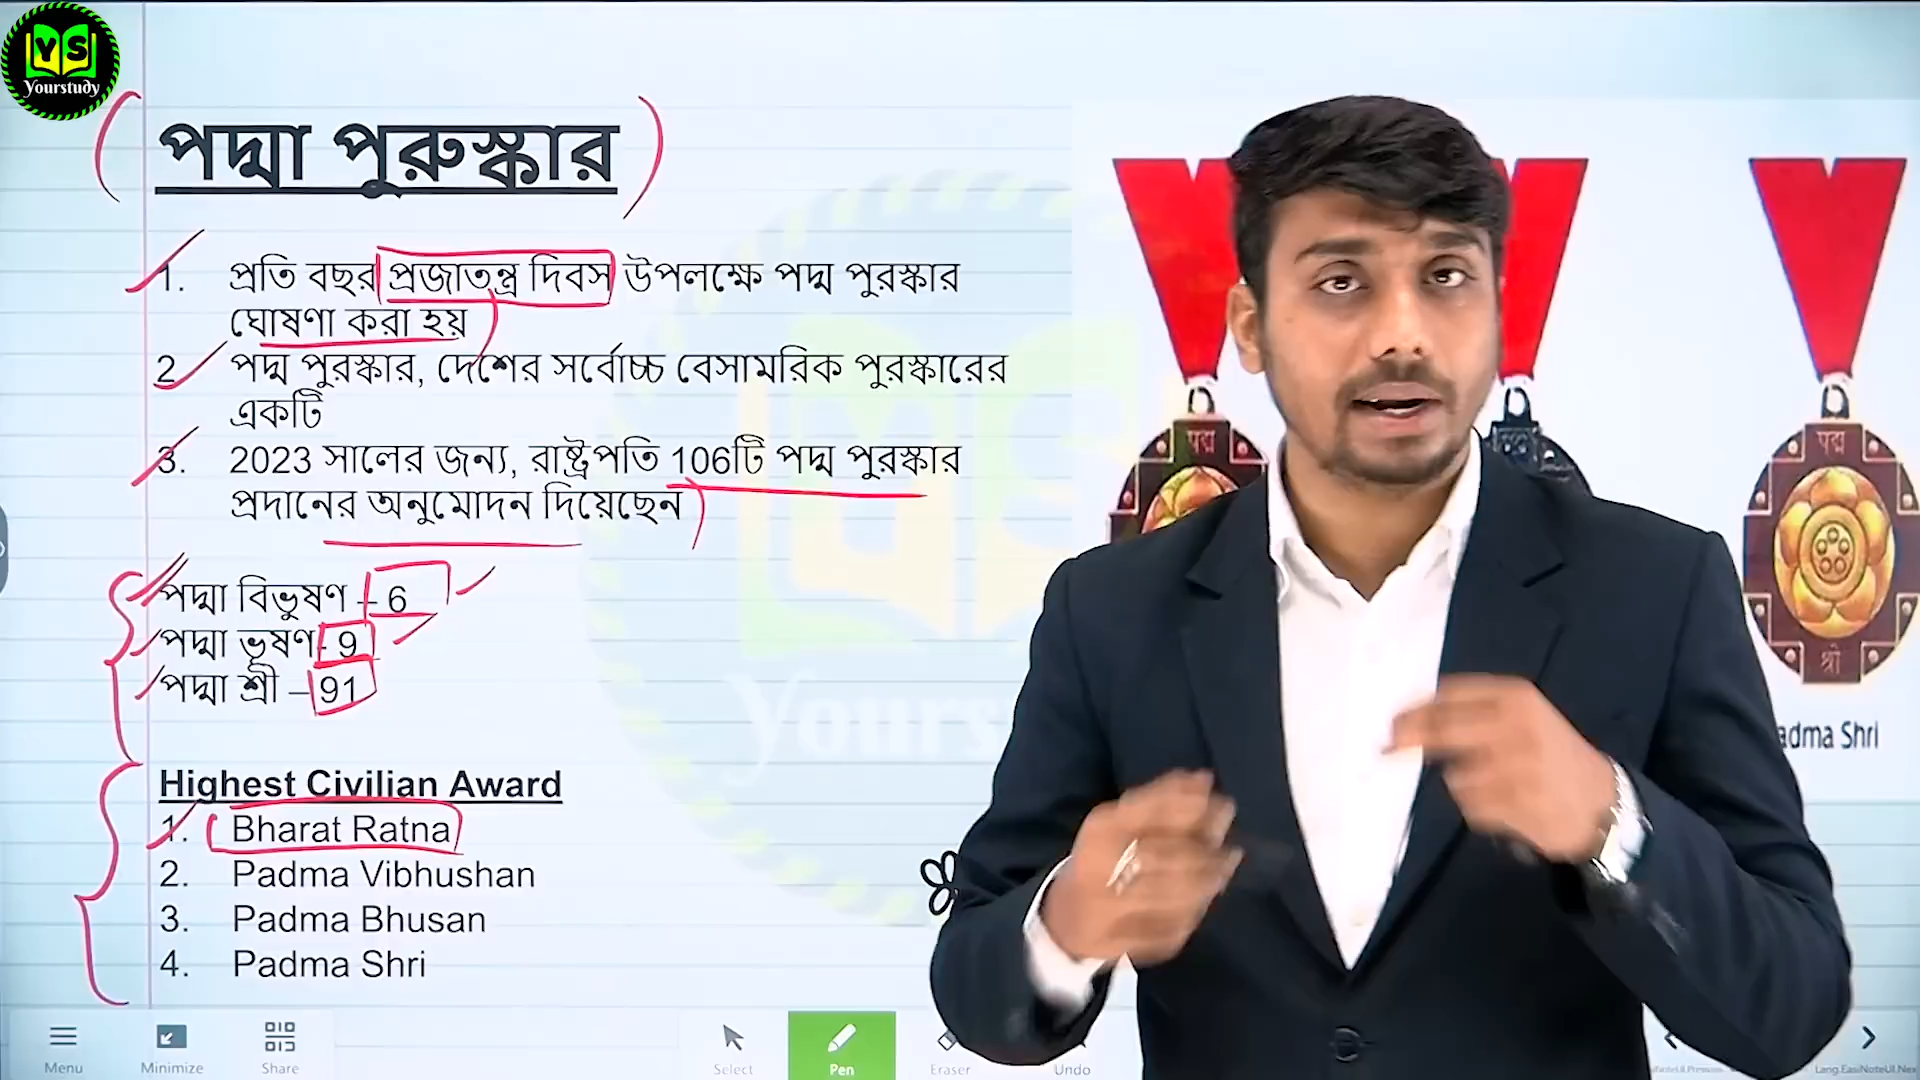 YS
Yourstudy
পদ্মা পুরুস্কার
1. প্রতি বছর প্রজাতন্ত্র দিবস উপলক্ষে পদ্ম পুরস্কার
ঘোষণা করা হয়
2. পদ্ম পুরস্কার, দেশের সর্বোচ্চ বেসামরিক পুরস্কারের
একটি
3. 2023 সালের জন্য, রাষ্ট্রপতি 106টি পদ্ম পুরস্কার
প্রদানের অনুমোদন দিয়েছেন
পদ্মা বিভুষণ – 6
পদ্মা ভূষণ- 9
পদ্মা শ্রী – 91
Highest Civilian Award
1. Bharat Ratna
2. Padma Vibhushan
3. Padma Bhusan
4. Padma Shri
पद्म
पद्म
श्री
adma Shri
Menu
Minimize
Share
Select
Pen
Eraser
Undo